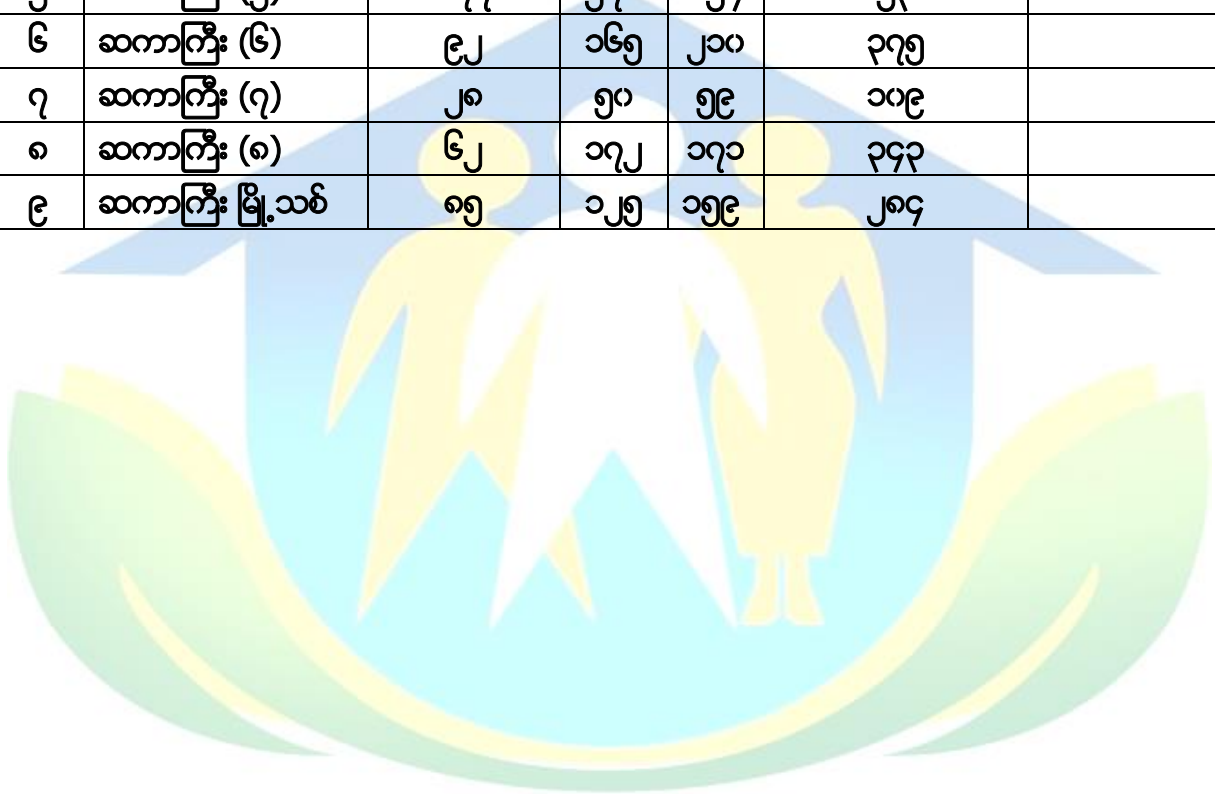 ၆ ဆကာကြီး (၆) ၉၂ ၁၆၅ ၂၁၀ ၃၇၅
၇ ဆကာကြီး (၇) ၂၈ ၅၀ ၅၉ ၁၀၉
၈ ဆကာကြီး (၈) ၆၂ ၁၇၂ ၁၇၁ ၃၄၃
၉ ဆကာကြီး မြို့သစ် ၈၅ ၁၂၅ ၁၅၉ ၂၈၄